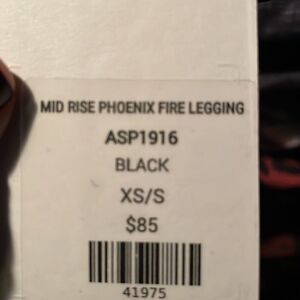 MID RISE PHOENIX FIRE LEGGING
ASP1916
BLACK
XS/S
$85
41975